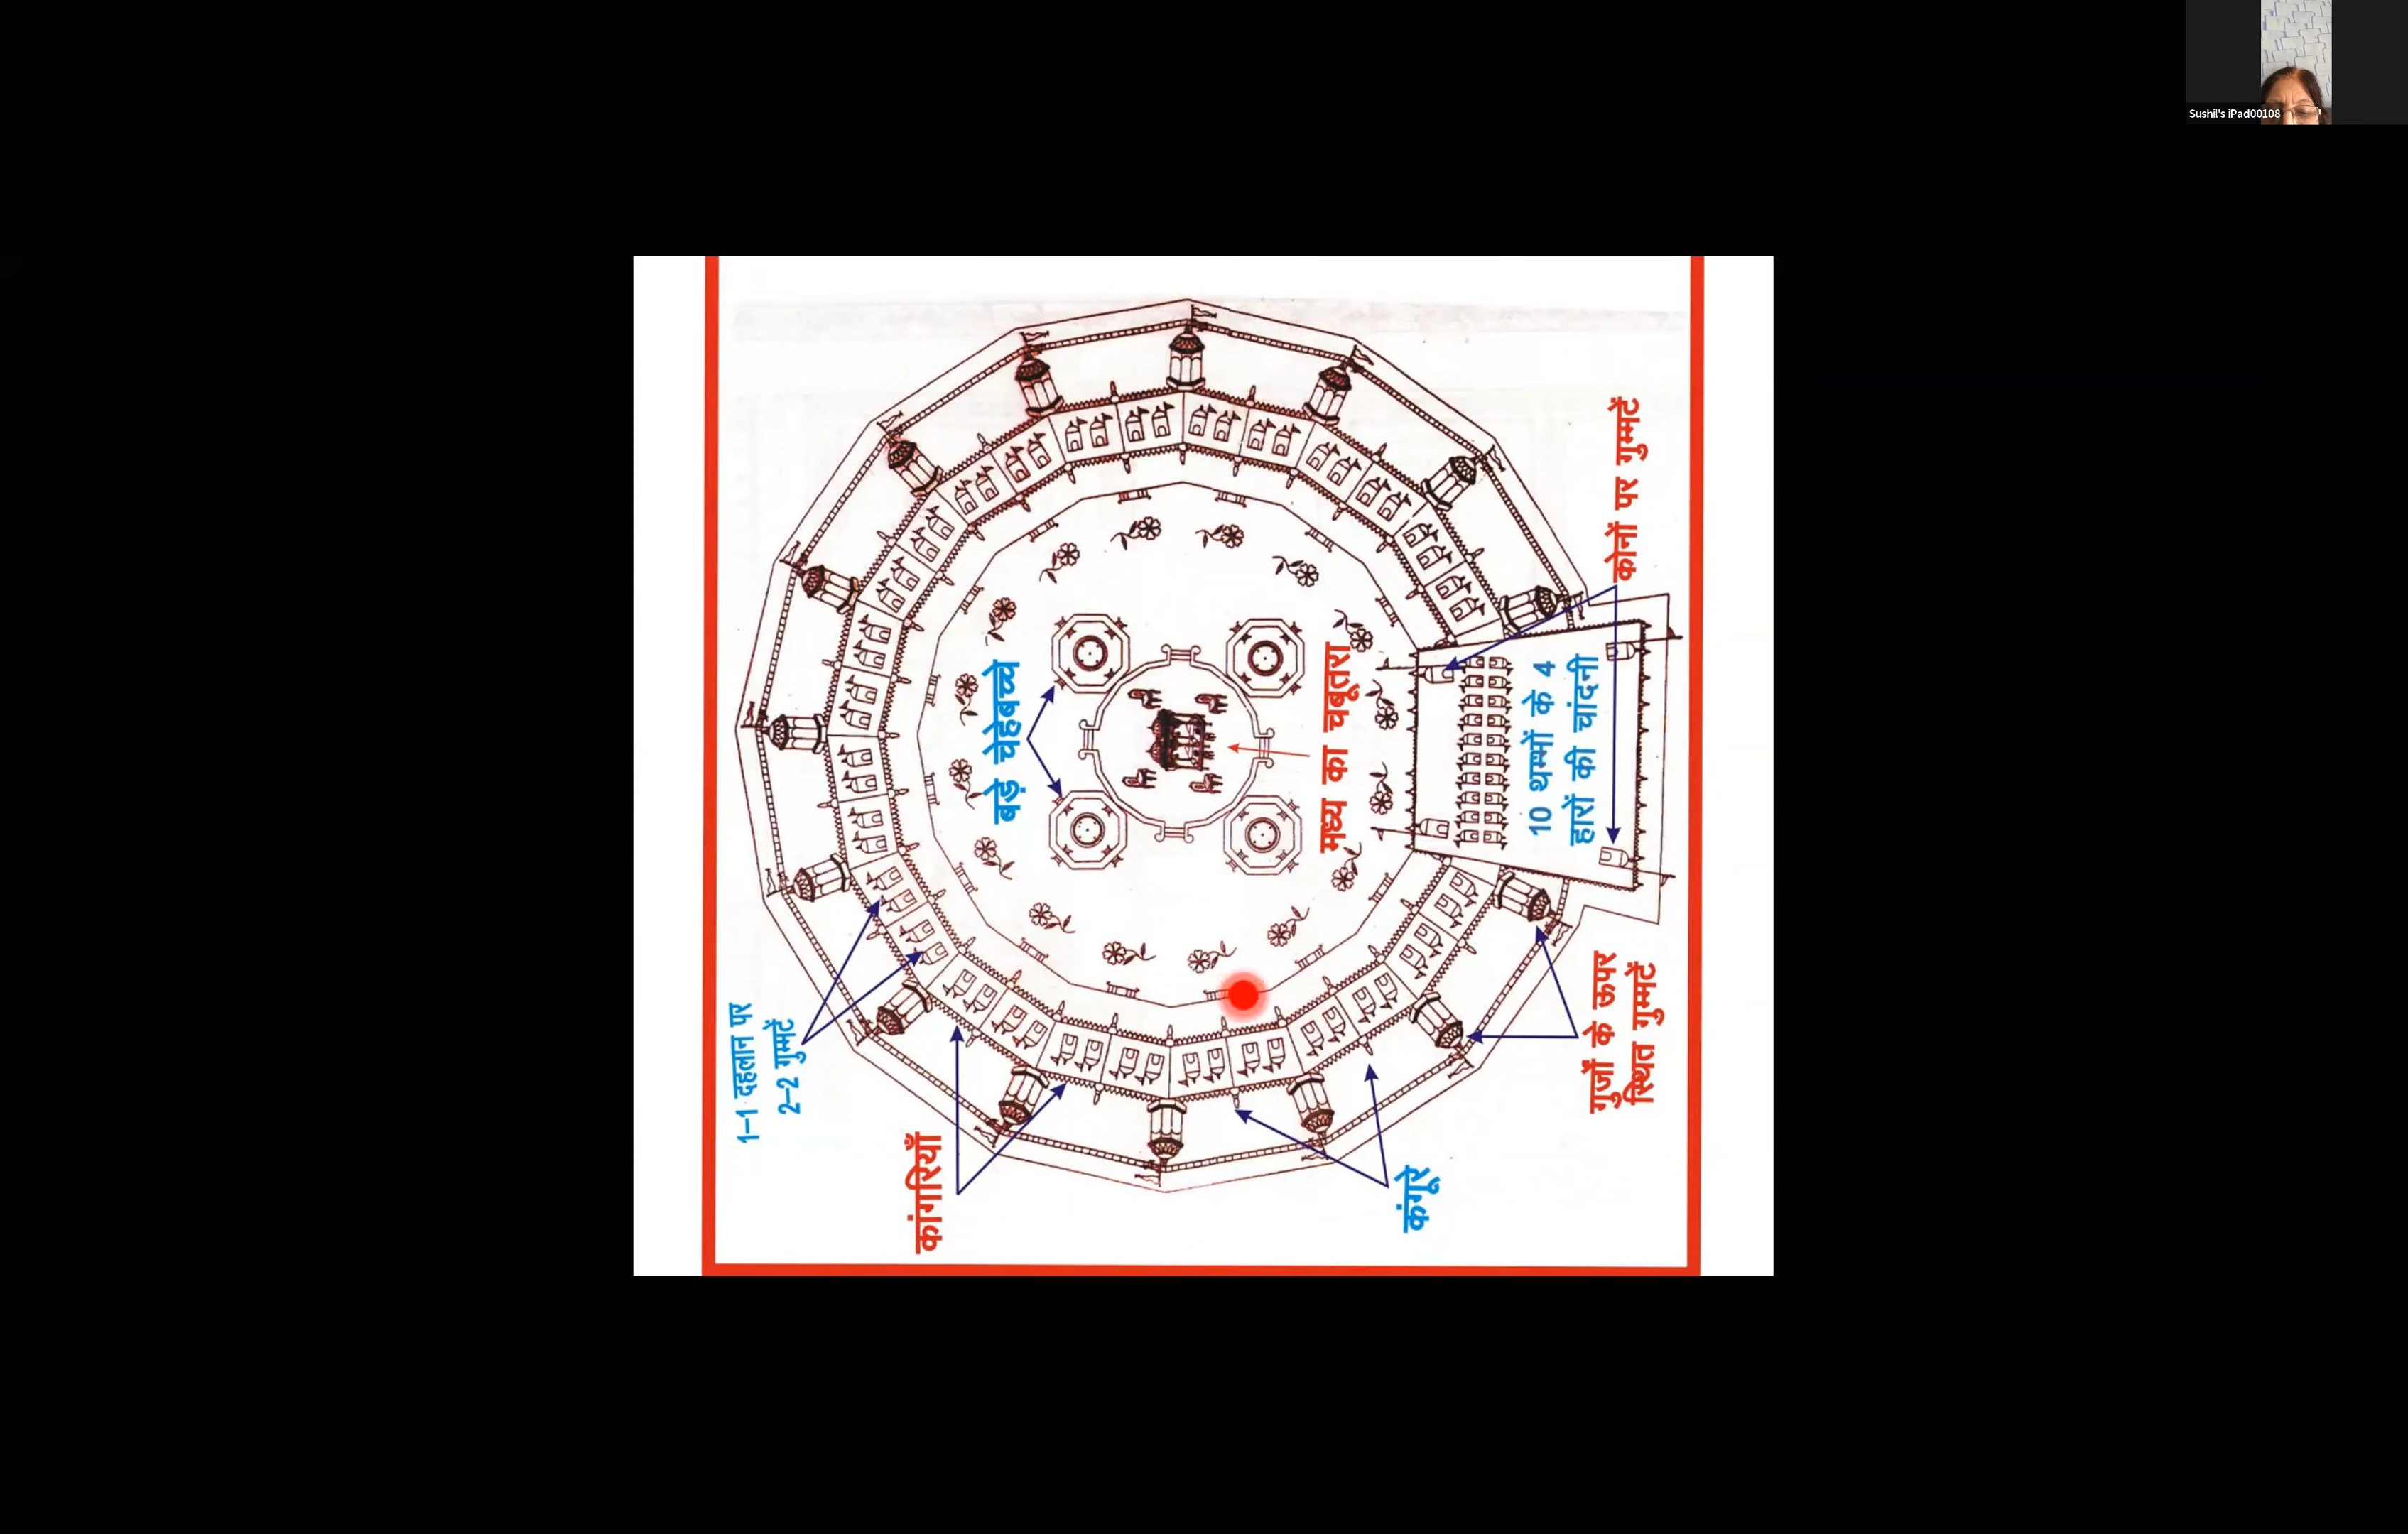 Sushil's iPad00108
कोनों पर गुम्मटें
10 थम्भों के 4
हारों की चांदनी
मध्य का चबूतरा
बड़े चेहेबच्चे
1–1 दहलान पर
2–2 गुमटें
कांगरियाँ
कंगूरे
गुर्जों के ऊपर
स्थित गुम्मटें